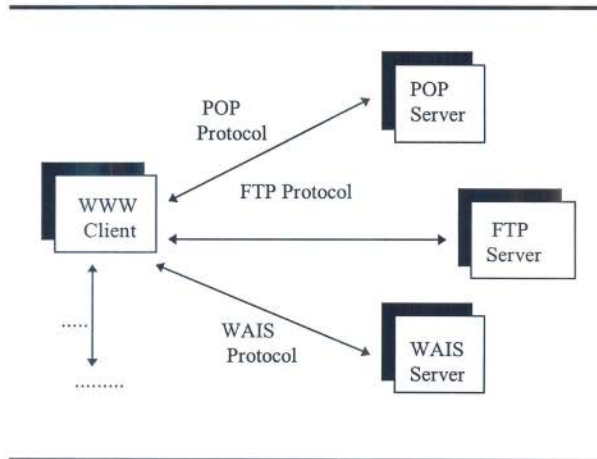 POP
Server
POP
Protocol
FTP Protocol
WWW
Client
FTP
Server
.....
WAIS
Protocol
WAIS
Server
.........